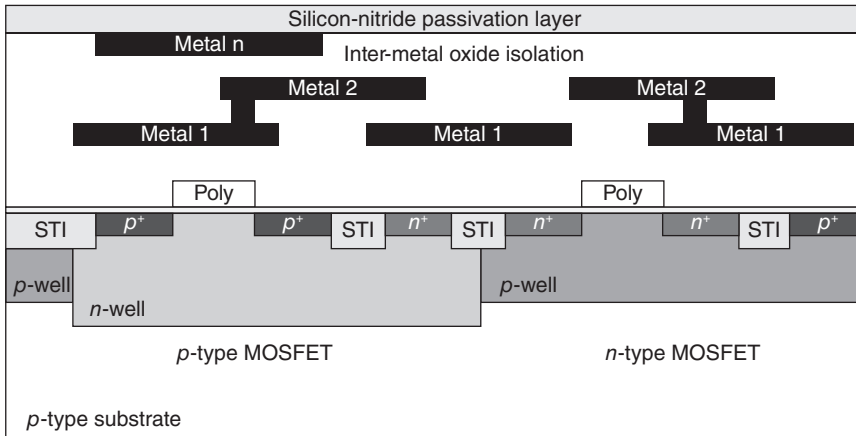 Silicon-nitride passivation layer
Metal n
Inter-metal oxide isolation
Metal 2
Metal 2
Metal 1
Metal 1
Metal 1
Poly
Poly
STI
p+
p+
STI
n+
STI
n+
n+
STI
p+
p-well
n-well
p-well
p-type MOSFET
n-type MOSFET
p-type substrate